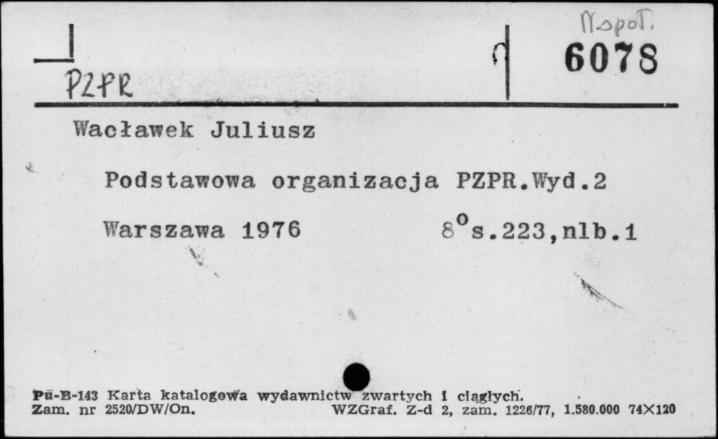 Wspoł.
6078
PZPR
Wacławek Juliusz
Podstawowa organizacja PZPR.Wyd.2
Warszawa 1976 8°s.223,nlb.1
Pu-B-143 Karta katalogowa wydawnictw zwartych i ciągłych.
Zam. nr 2520/DW/On. WZGraf. Z-d 2, zam. 1226/77, 1.580.000 74X120